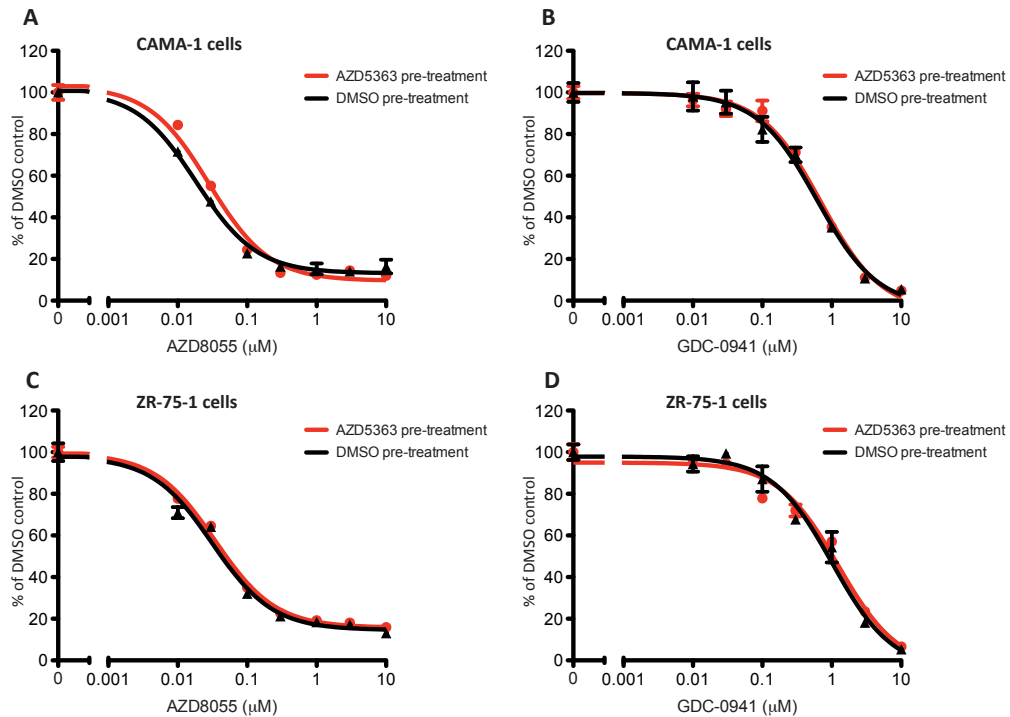 A
B
CAMA-1 cells
CAMA-1 cells
AZD5363 pre-treatment
DMSO pre-treatment
AZD5363 pre-treatment
DMSO pre-treatment
% of DMSO control
120
100
80
60
40
20
0
0 0.001 0.01 0.1 1 10
AZD8055 (μM)
% of DMSO control
120
100
80
60
40
20
0
0 0.001 0.01 0.1 1 10
GDC-0941 (μM)
C
D
ZR-75-1 cells
ZR-75-1 cells
AZD5363 pre-treatment
DMSO pre-treatment
AZD5363 pre-treatment
DMSO pre-treatment
% of DMSO control
120
100
80
60
40
20
0
0 0.001 0.01 0.1 1 10
AZD8055 (μM)
% of DMSO control
120
100
80
60
40
20
0
0 0.001 0.01 0.1 1 10
GDC-0941 (μM)